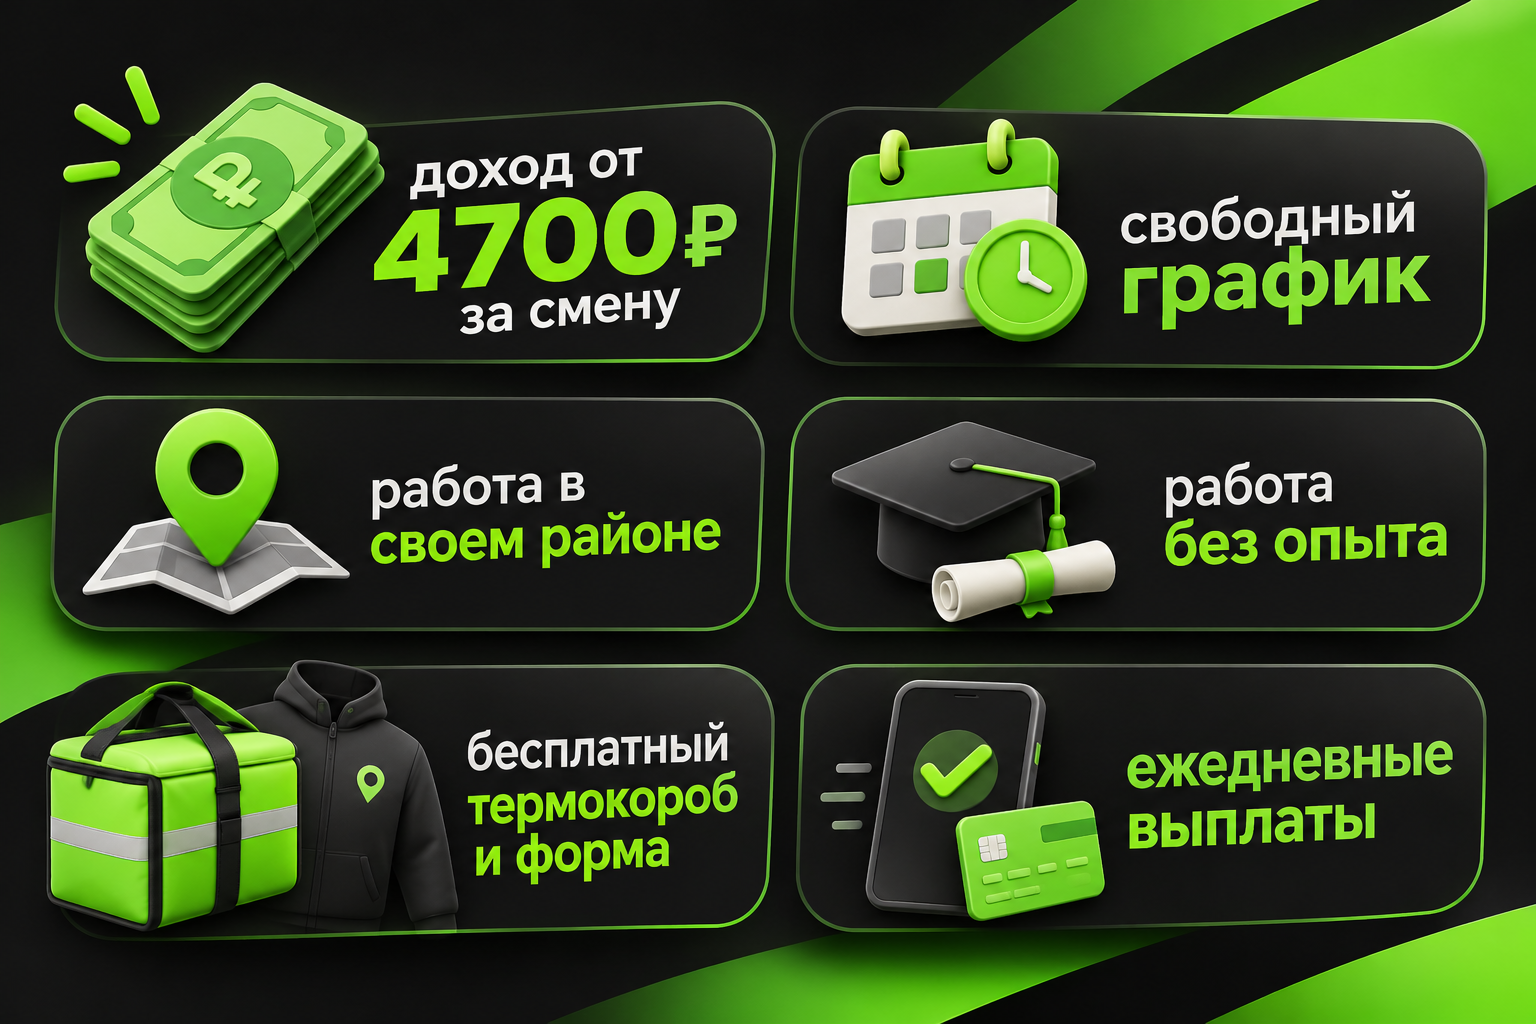 доход от
4700₽
за смену
свободный
график
работа в
своем районе
работа
без опыта
бесплатный
термокороб
и форма
ежедневные
выплаты